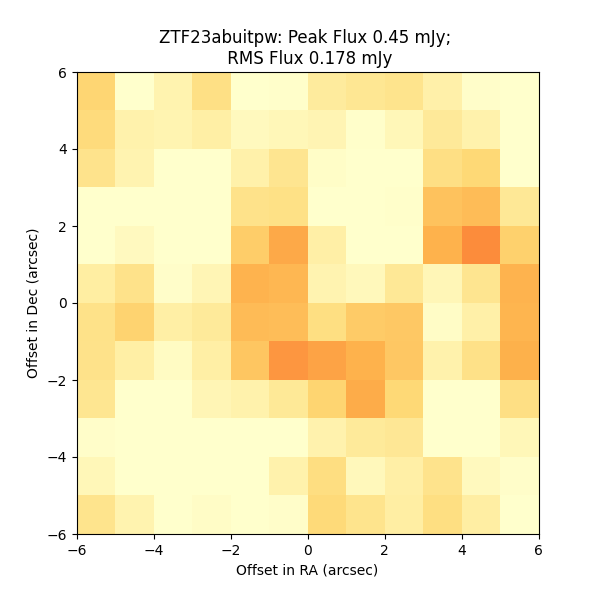 ZTF23abuitpw: Peak Flux 0.45 mJy;
RMS Flux 0.178 mJy
6
4
2
0
−2
−4
−6
Offset in Dec (arcsec)
−6 −4 −2 0 2 4 6
Offset in RA (arcsec)